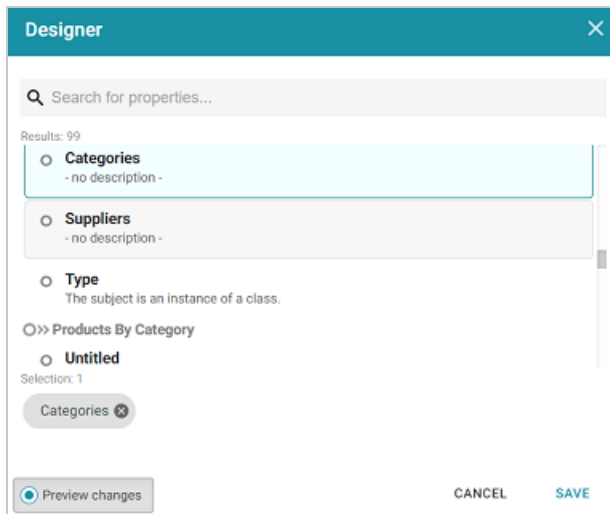 Designer
Search for properties...
Results: 99
Categories
- no description -
Suppliers
- no description -
Type
The subject is an instance of a class.
Products By Category
Untitled
Selection: 1
Categories
Preview changes
CANCEL
SAVE